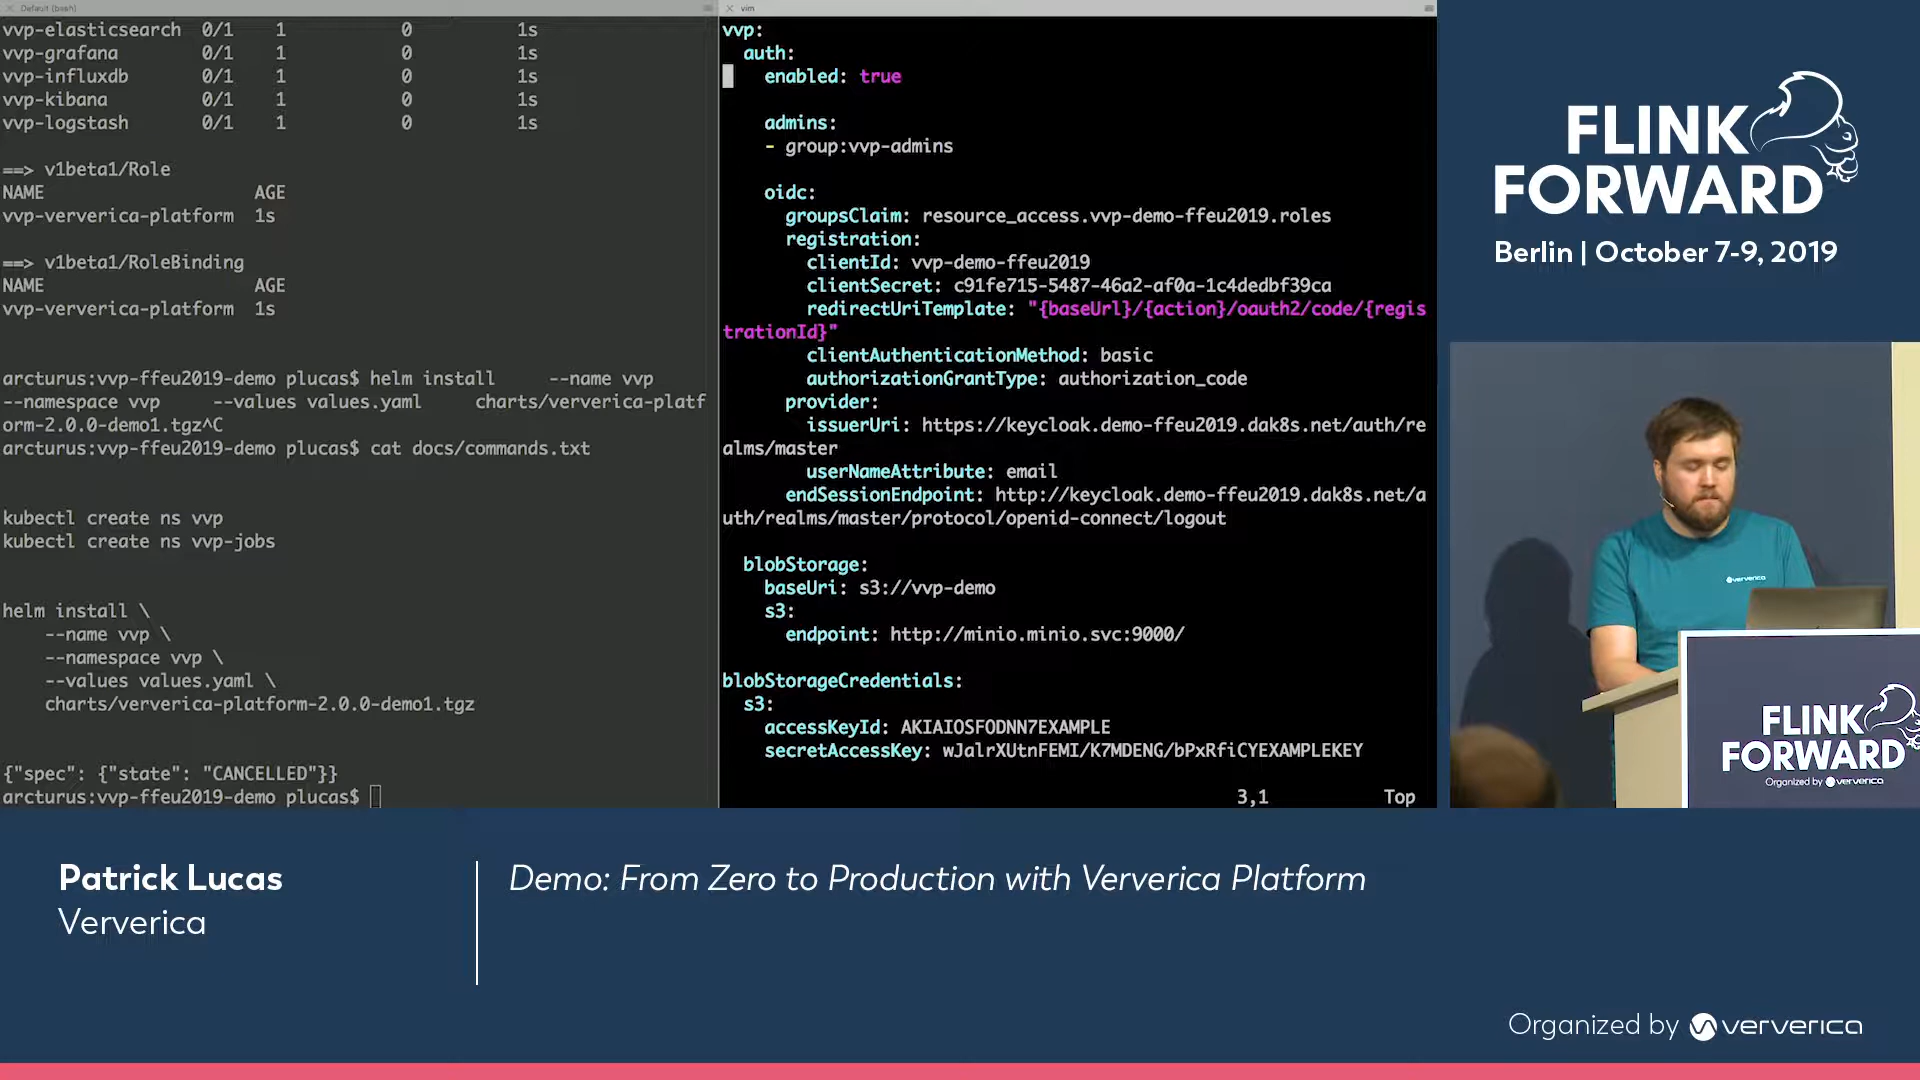 Default (bash)
vvp-elasticsearch 0/1 1 0 1s
vvp-grafana 0/1 1 0 1s
vvp-influxdb 0/1 1 0 1s
vvp-kibana 0/1 1 0 1s
vvp-logstash 0/1 1 0 1s
==> v1beta1/Role
NAME AGE
vvp-ververica-platform 1s
==> v1beta1/RoleBinding
NAME AGE
vvp-ververica-platform 1s
arcturus:vvp-ffeu2019-demo plucas$ helm install --name vvp
--namespace vvp --values values.yaml charts/ververica-platf
orm-2.0.0-demo1.tgz^C
arcturus:vvp-ffeu2019-demo plucas$ cat docs/commands.txt
kubectl create ns vvp
kubectl create ns vvp-jobs
helm install \
--name vvp \
--namespace vvp \
--values values.yaml \
charts/ververica-platform-2.0.0-demo1.tgz
{"spec": {"state": "CANCELLED"}}
arcturus:vvp-ffeu2019-demo plucas$
vim
vvp:
auth:
enabled: true
admins:
- group:vvp-admins
oidc:
groupsClaim: resource_access.vvp-demo-ffeu2019.roles
registration:
clientId: vvp-demo-ffeu2019
clientSecret: c91fe715-5487-46a2-af0a-1c4dedbf39ca
redirectUriTemplate: "{baseUrl}/{action}/oauth2/code/{regis
trationId}"
clientAuthenticationMethod: basic
authorizationGrantType: authorization_code
provider:
issuerUri: https://keycloak.demo-ffeu2019.dak8s.net/auth/re
alms/master
userNameAttribute: email
endSessionEndpoint: http://keycloak.demo-ffeu2019.dak8s.net/a
uth/realms/master/protocol/openid-connect/logout
blobStorage:
baseUri: s3://vvp-demo
s3:
endpoint: http://minio.minio.svc:9000/
blobStorageCredentials:
s3:
accessKeyId: AKIAIOSFODNN7EXAMPLE
secretAccessKey: wJalrXUtnFEMI/K7MDENG/bPxRfiCYEXAMPLEKEY
3,1 Top
FLINK
FORWARD
Berlin | October 7-9, 2019
ververica
FLINK
FORWARD
Organized by ververica
Patrick Lucas
Ververica
Demo: From Zero to Production with Ververica Platform
Organized by ververica